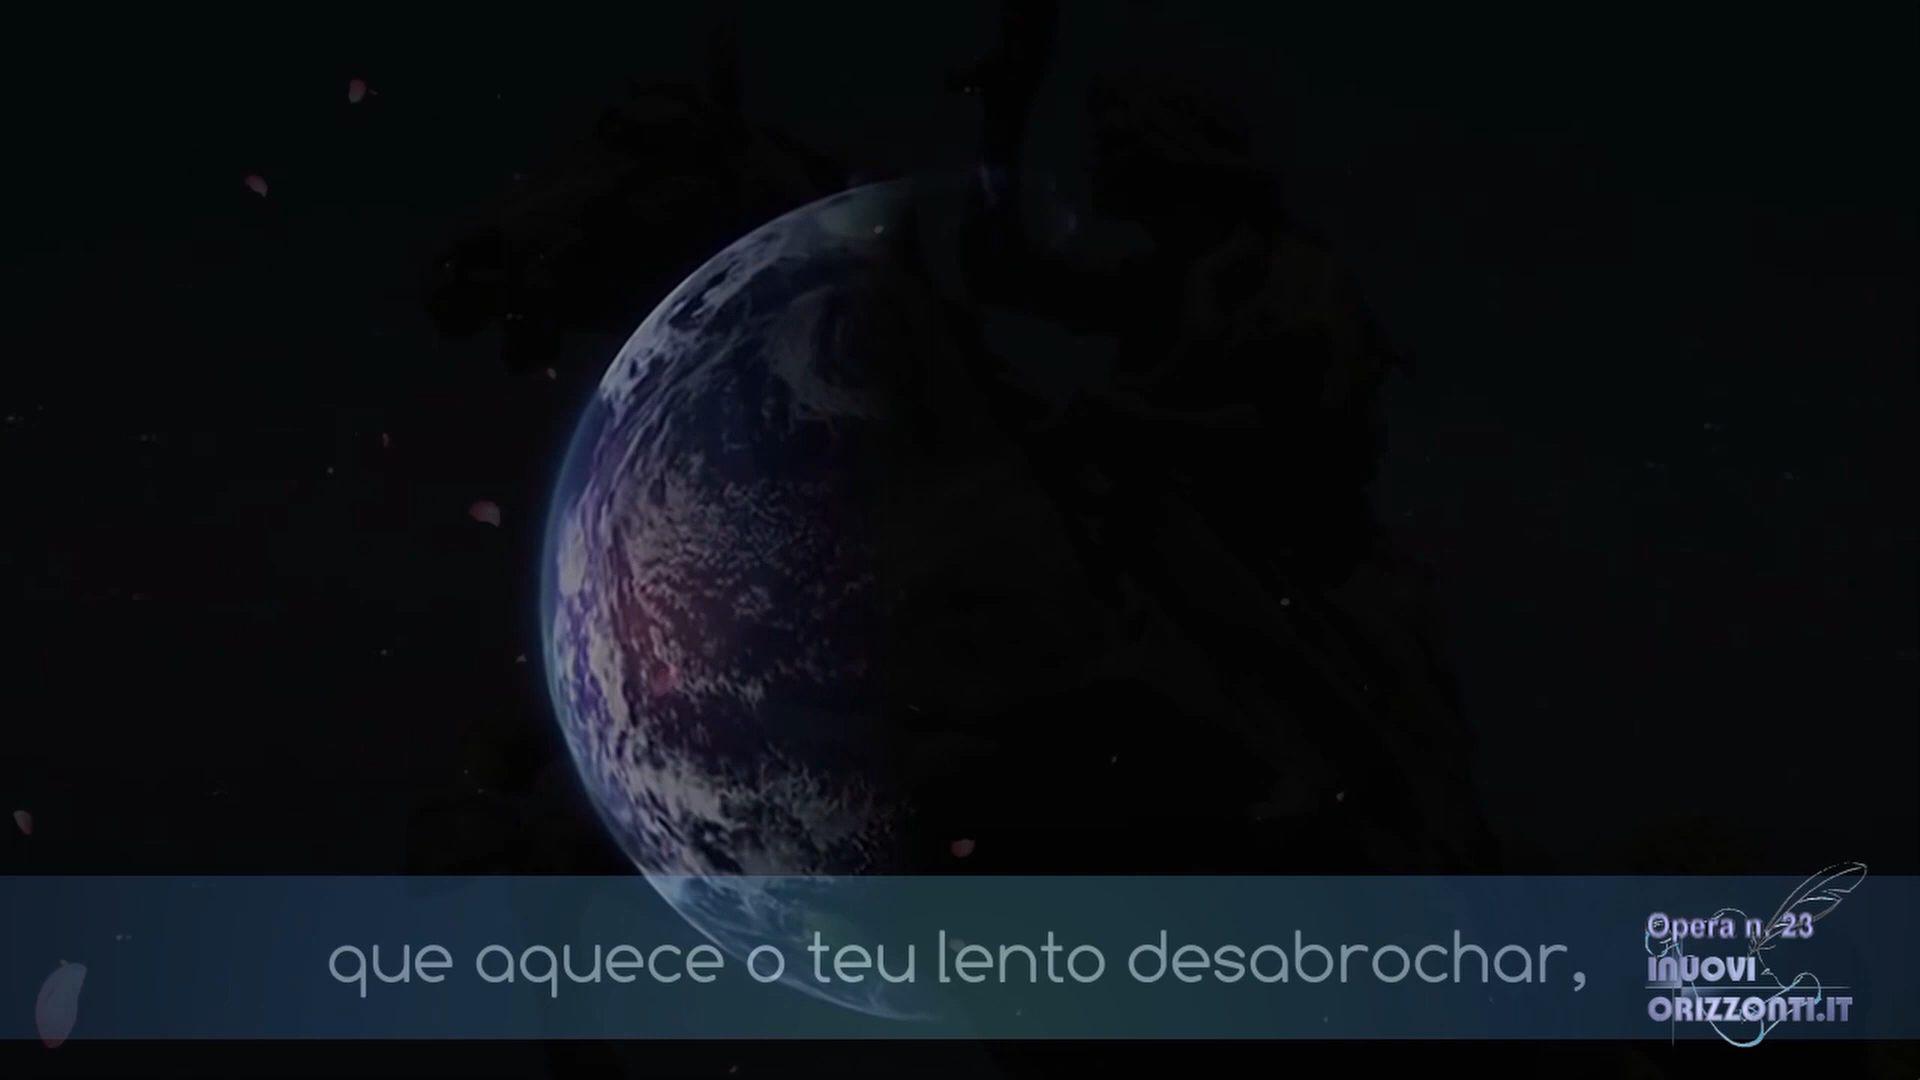 que aquece o teu lento desabrochar,
Opera n. 23
INUOVI
ORIZZONTI.IT